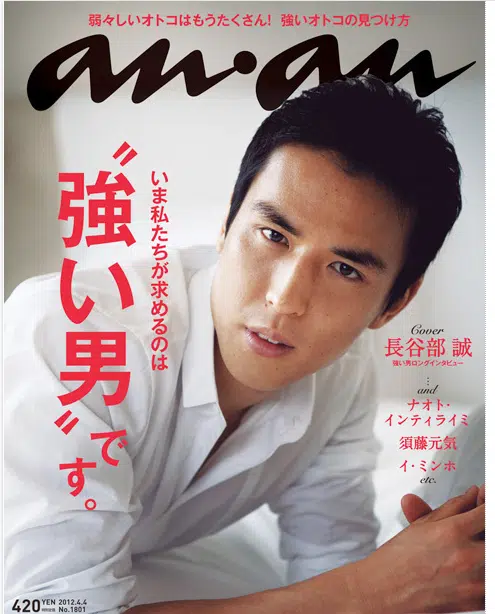 弱々しいオトコはもうたくさん！ 強いオトコの見つけ方
an・an
いま私たちが求めるのは
〝強い男〟です。
Cover
長谷部 誠
強い男ロングインタビュー
and
ナオト・
インティライミ
須藤元気
イ・ミンホ
etc.
420 YEN 2012.4.4
特別定価 No.1801